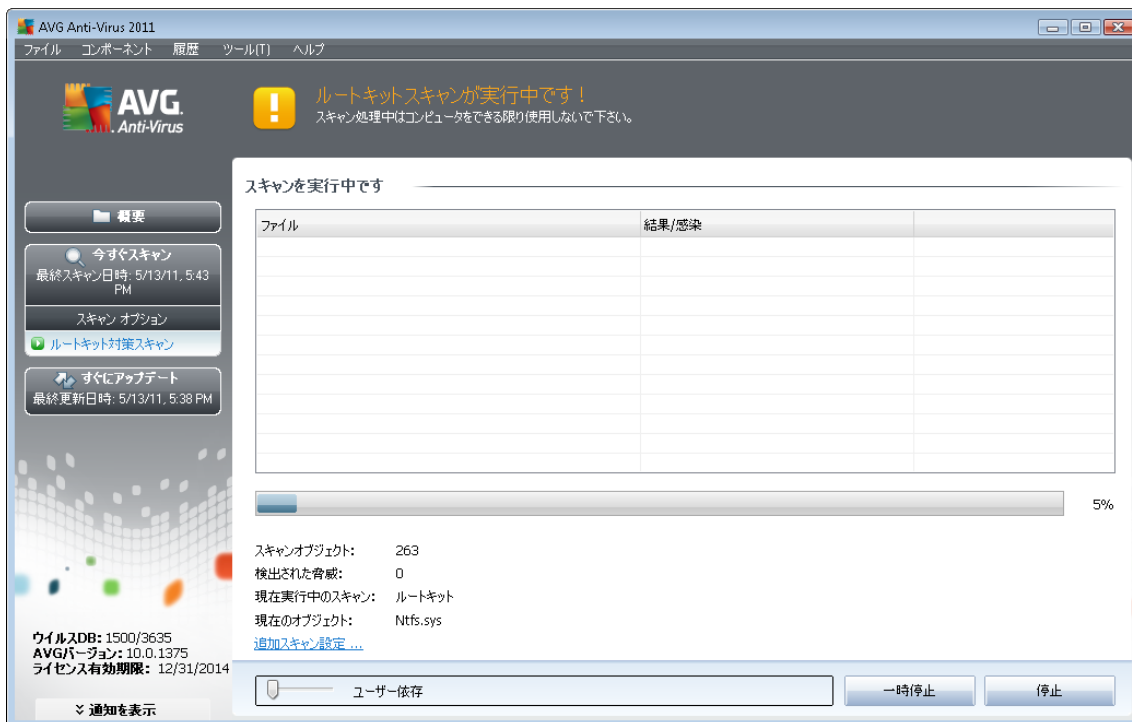 AVG Anti-Virus 2011
ファイル コンポーネント 履歴 ツール(T) ヘルプ
AVG.
Anti-Virus
ルートキットスキャンが実行中です！
スキャン処理中はコンピュータをできる限り使用しないで下さい。
概要
今すぐスキャン
最終スキャン日時: 5/13/11, 5:43
PM
スキャン オプション
ルートキット対策スキャン
すぐにアップデート
最終更新日時: 5/13/11, 5:38 PM
ウイルスDB: 1500/3635
AVGバージョン: 10.0.1375
ライセンス有効期限: 12/31/2014
通知を表示
スキャンを実行中です
ファイル 結果/感染
5%
スキャンオブジェクト: 263
検出された脅威: 0
現在実行中のスキャン: ルートキット
現在のオブジェクト: Ntfs.sys
追加スキャン設定 ...
ユーザー依存 一時停止 停止